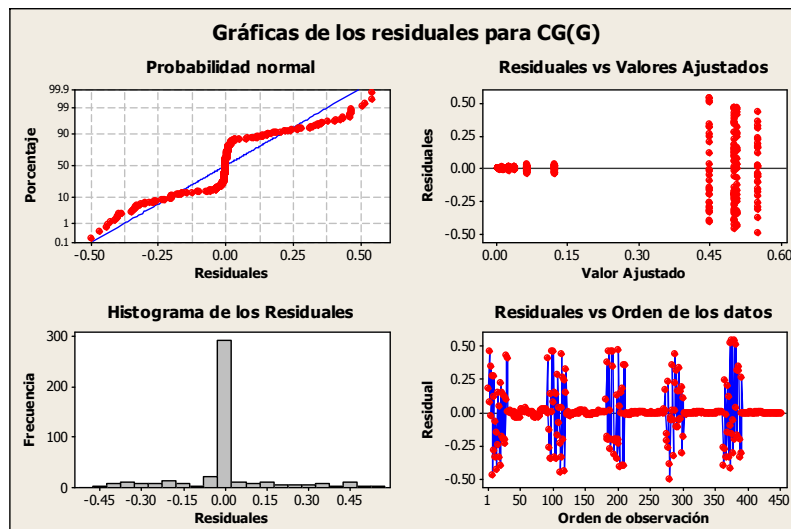 Gráficas de los residuales para CG(G)
Probabilidad normal
Porcentaje
99.9
99
90
50
10
1
0.1
-0.50 -0.25 0.00 0.25 0.50
Residuales
Residuales vs Valores Ajustados
Residuales
0.50
0.25
0.00
-0.25
-0.50
0.00 0.15 0.30 0.45 0.60
Valor Ajustado
Histograma de los Residuales
Frecuencia
300
200
100
0
-0.45 -0.30 -0.15 0.00 0.15 0.30 0.45
Residuales
Residuales vs Orden de los datos
Residual
0.50
0.25
0.00
-0.25
-0.50
1 50 100 150 200 250 300 350 400 450
Orden de observación